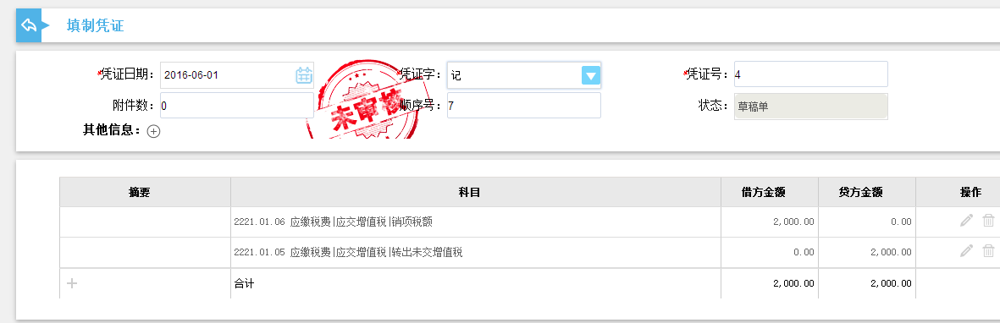 填制凭证
*凭证日期： 2016-06-01 *凭证字： 记 *凭证号： 4
附件数： 0 顺序号： 7 状态： 草稿单
未审核
其他信息：
摘要 科目 借方金额 贷方金额 操作
2221.01.06 应缴税费|应交增值税|销项税额 2,000.00 0.00
2221.01.05 应缴税费|应交增值税|转出未交增值税 0.00 2,000.00
合计 2,000.00 2,000.00